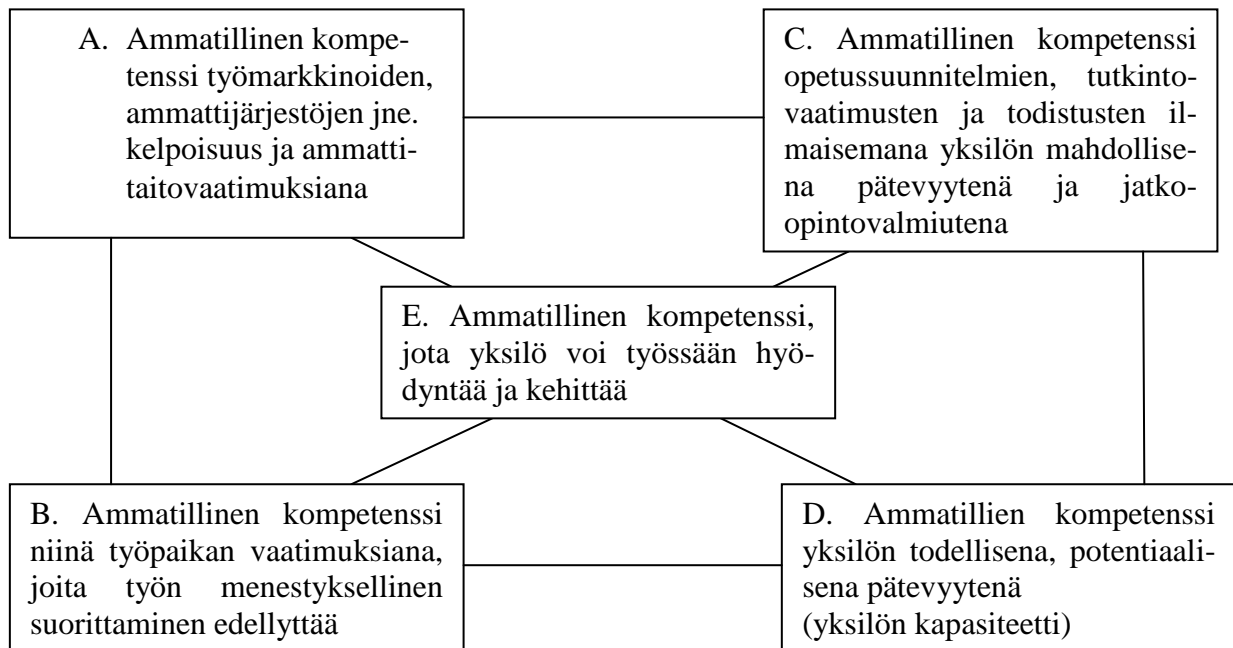 A. Ammatillinen kompe-
tenssi työmarkkinoiden,
ammattijärjestöjen jne.
kelpoisuus ja ammatti-
taitovaatimuksiana
C. Ammatillinen kompetenssi
opetussuunnitelmien, tutkinto-
vaatimusten ja todistusten il-
maisemana yksilön mahdollise-
na pätevyytenä ja jatko-
opintovalmiutena
E. Ammatillinen kompetenssi,
jota yksilö voi työssään hyö-
dyntää ja kehittää
B. Ammatillinen kompetenssi
niinä työpaikan vaatimuksiana,
joita työn menestyksellinen
suorittaminen edellyttää
D. Ammatillien kompetenssi
yksilön todellisena, potentiaali-
sena pätevyytenä
(yksilön kapasiteetti)